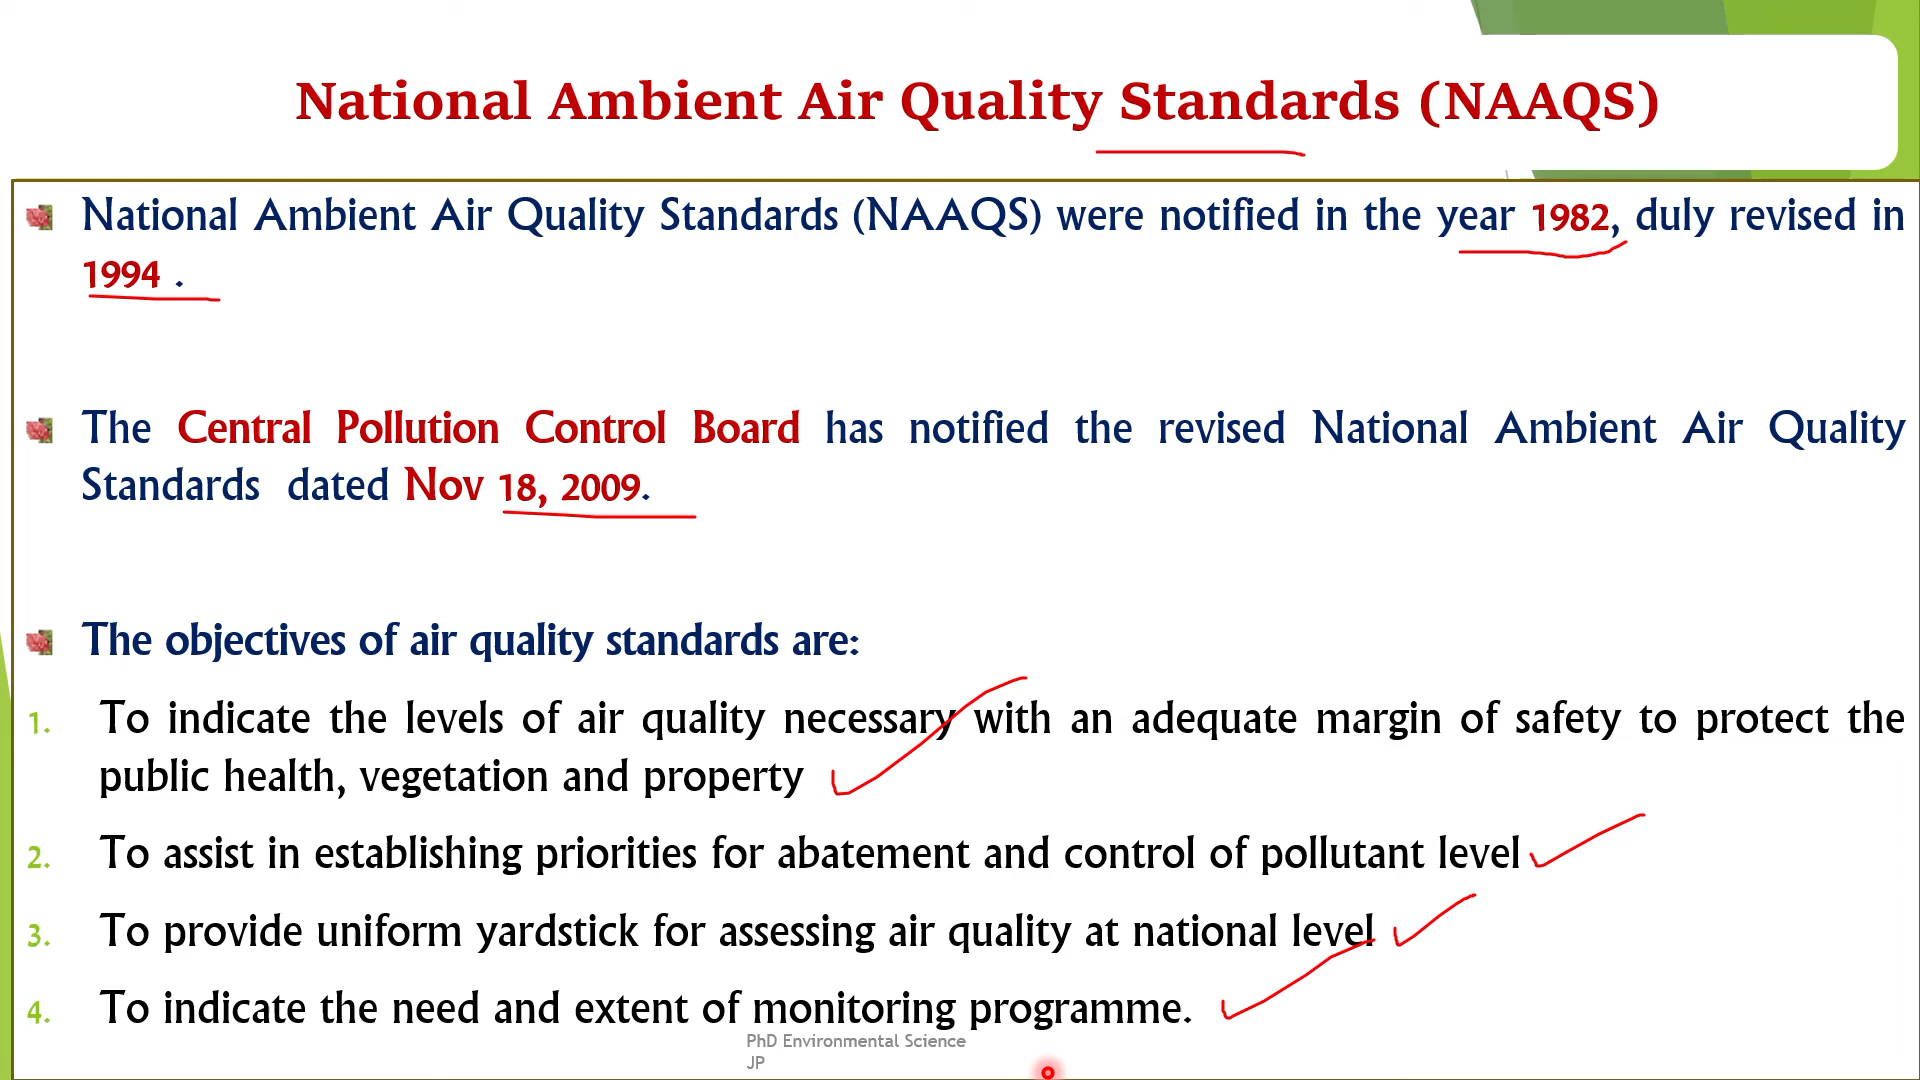 National Ambient Air Quality Standards (NAAQS)
National Ambient Air Quality Standards (NAAQS) were notified in the year 1982, duly revised in
1994 .
The Central Pollution Control Board has notified the revised National Ambient Air Quality
Standards dated Nov 18, 2009.
The objectives of air quality standards are:
1. To indicate the levels of air quality necessary with an adequate margin of safety to protect the
public health, vegetation and property
2. To assist in establishing priorities for abatement and control of pollutant level
3. To provide uniform yardstick for assessing air quality at national level
4. To indicate the need and extent of monitoring programme.
PhD Environmental Science
JP